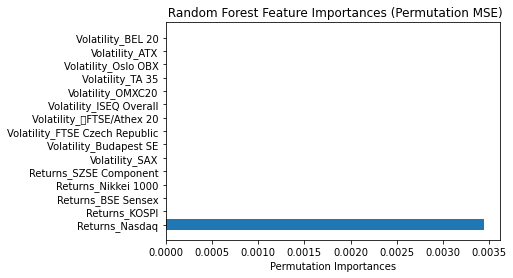 Random Forest Feature Importances (Permutation MSE)
Volatility_BEL 20
Volatility_ATX
Volatility_Oslo OBX
Volatility_TA 35
Volatility_OMXC20
Volatility_ISEQ Overall
Volatility_▯FTSE/Athex 20
Volatility_FTSE Czech Republic
Volatility_Budapest SE
Volatility_SAX
Returns_SZSE Component
Returns_Nikkei 1000
Returns_BSE Sensex
Returns_KOSPI
Returns_Nasdaq
0.0000 0.0005 0.0010 0.0015 0.0020 0.0025 0.0030 0.0035
Permutation Importances